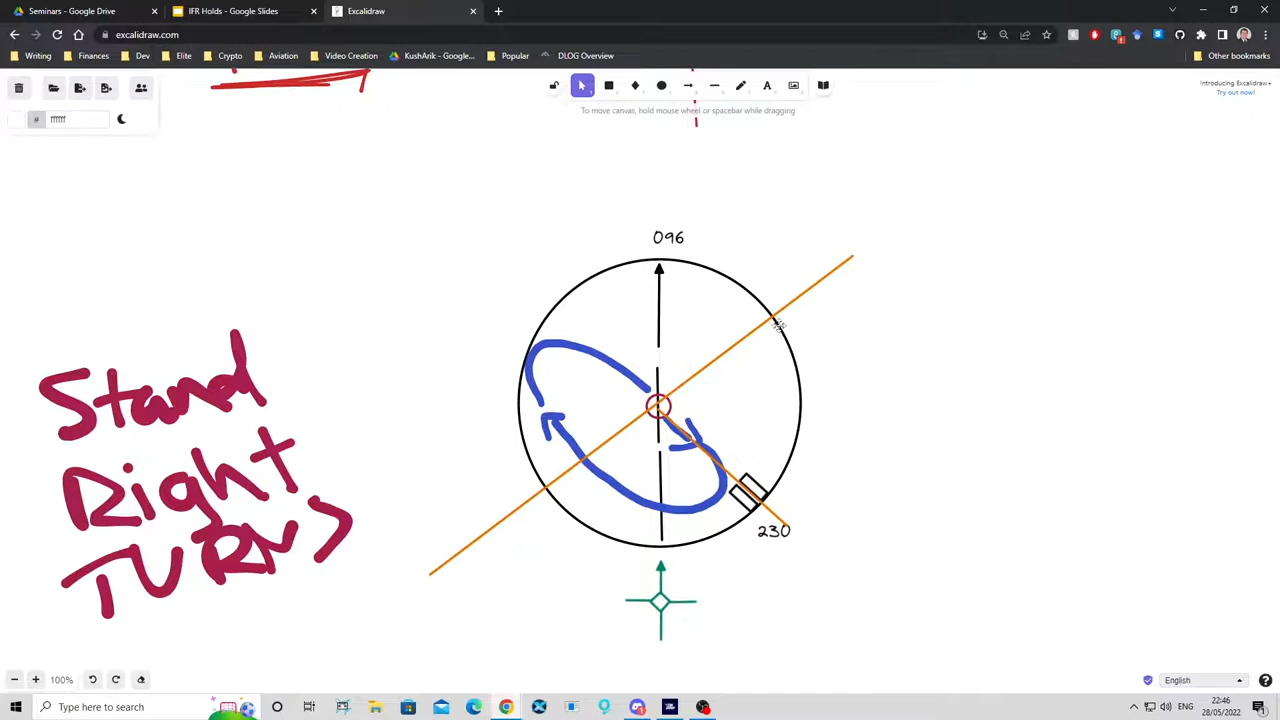 Seminars - Google Drive
IFR Holds - Google Slides
Excalidraw
excalidraw.com
Writing
Finances
Dev
Elite
Crypto
Aviation
Video Creation
KushArik - Google...
Popular
DLOG Overview
Other bookmarks
Introducing Excalidraw+
Try out now!
To move canvas, hold mouse wheel or spacebar while dragging
ffffff
096
Stand
Right
TURN
230
100%
English
Type here to search
22:46
28/05/2022